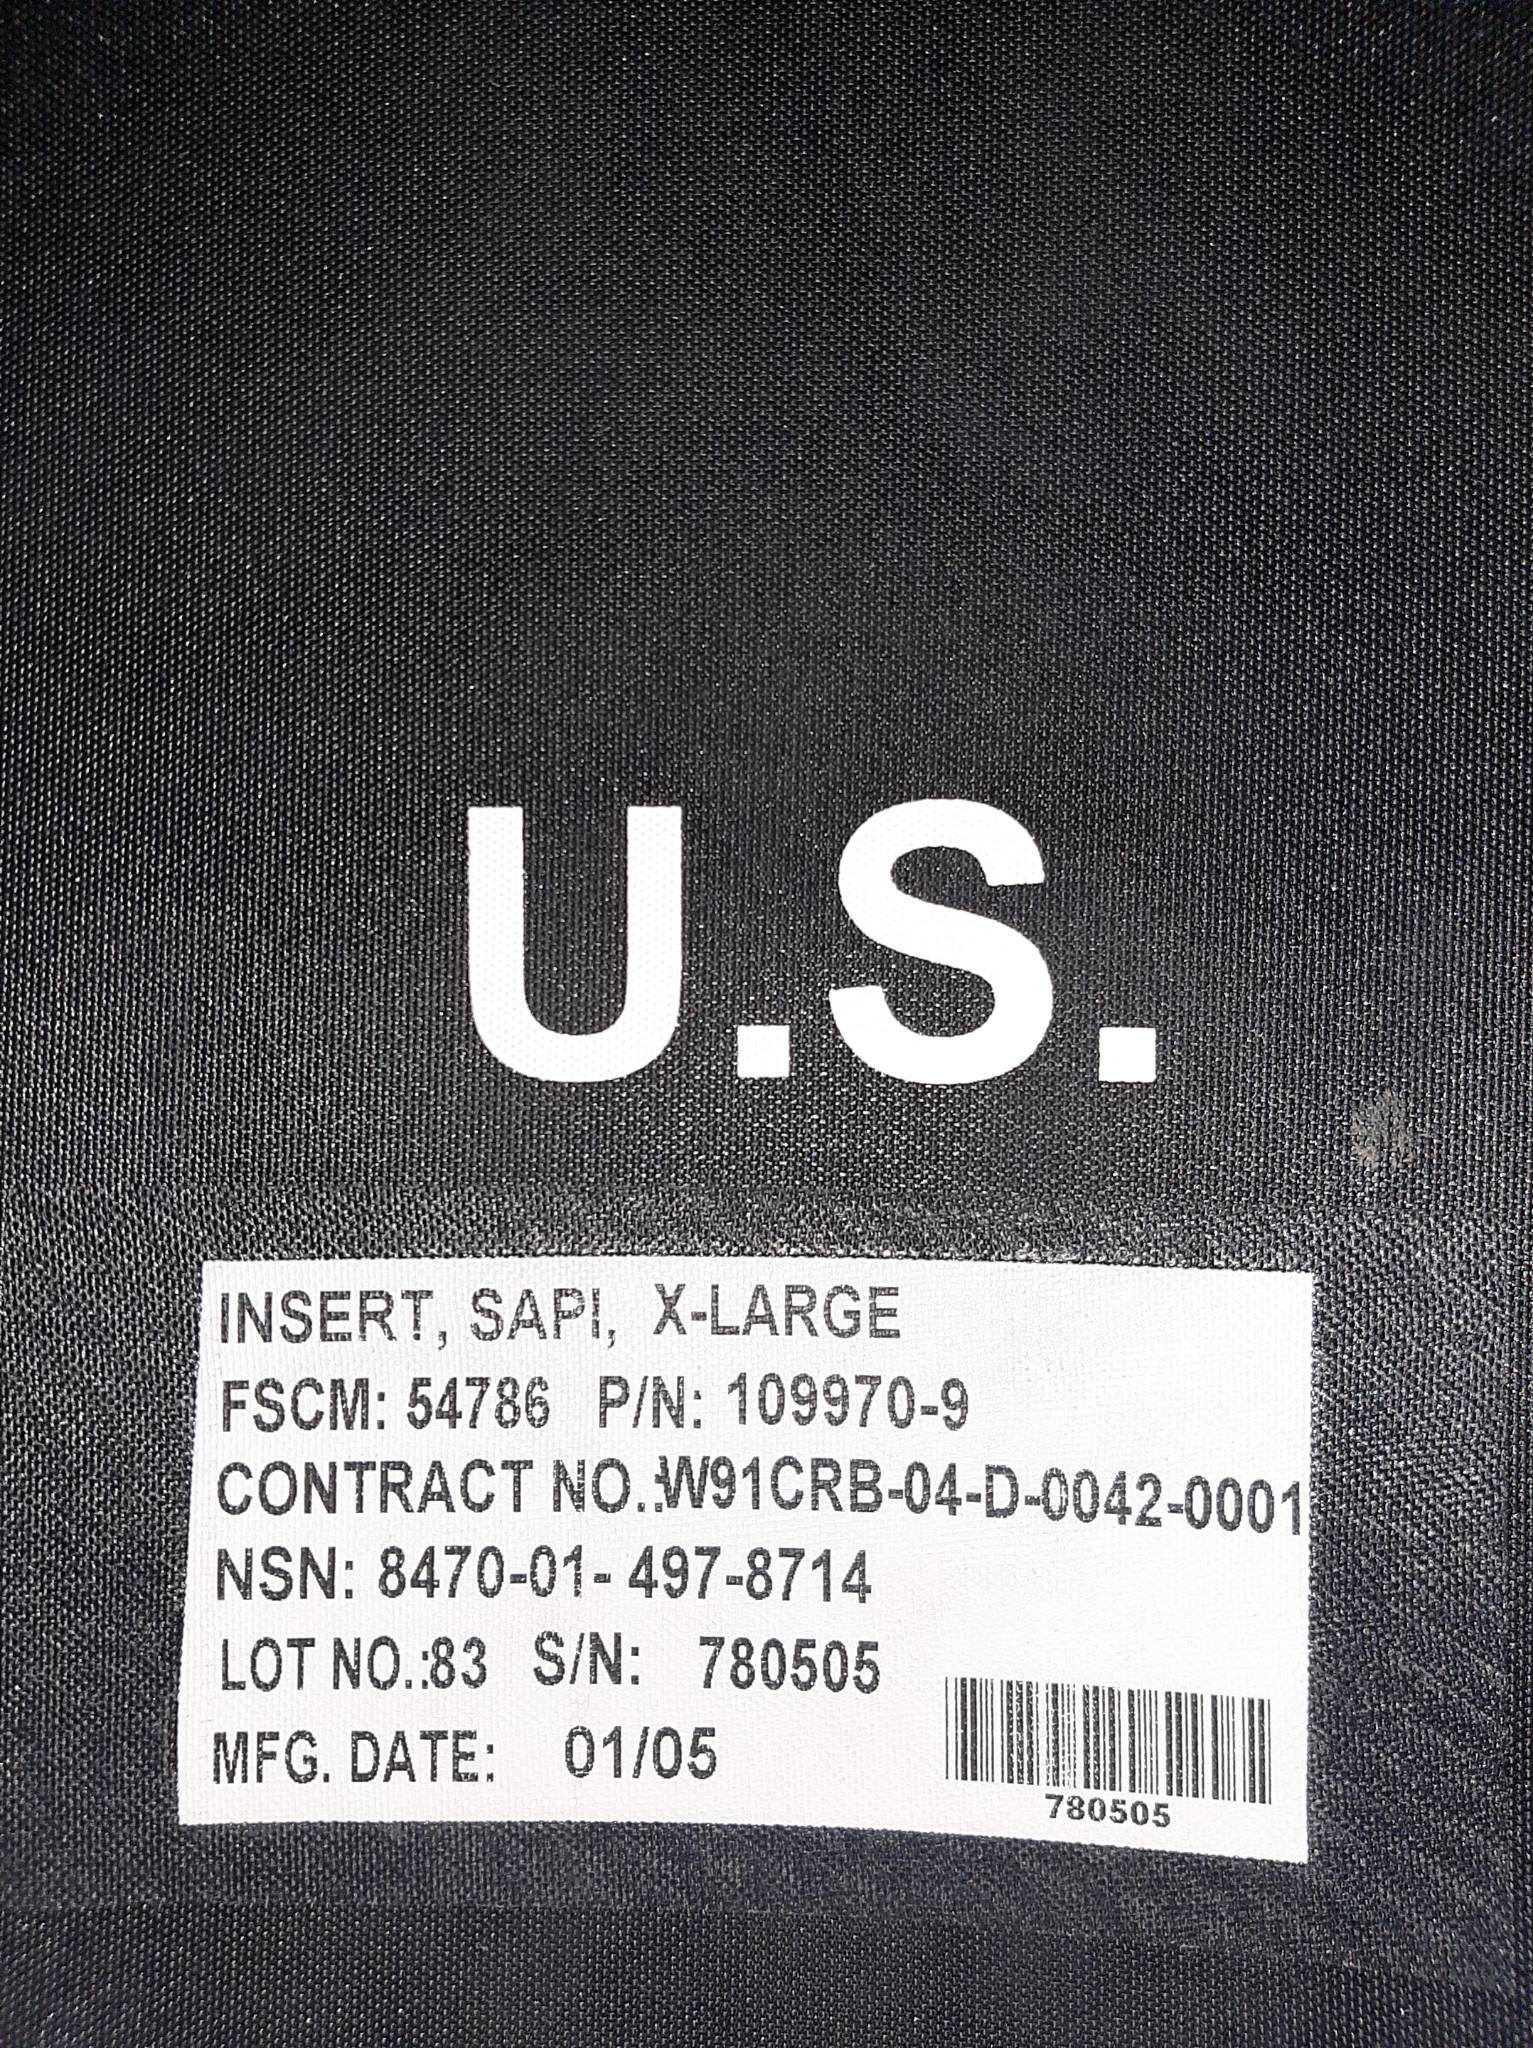 U.S.
INSERT, SAPI, X-LARGE
FSCM: 54786 P/N: 109970-9
CONTRACT NO.:W91CRB-04-D-0042-0001
NSN: 8470-01- 497-8714
LOT NO.:83 S/N: 780505
MFG. DATE: 01/05
780505